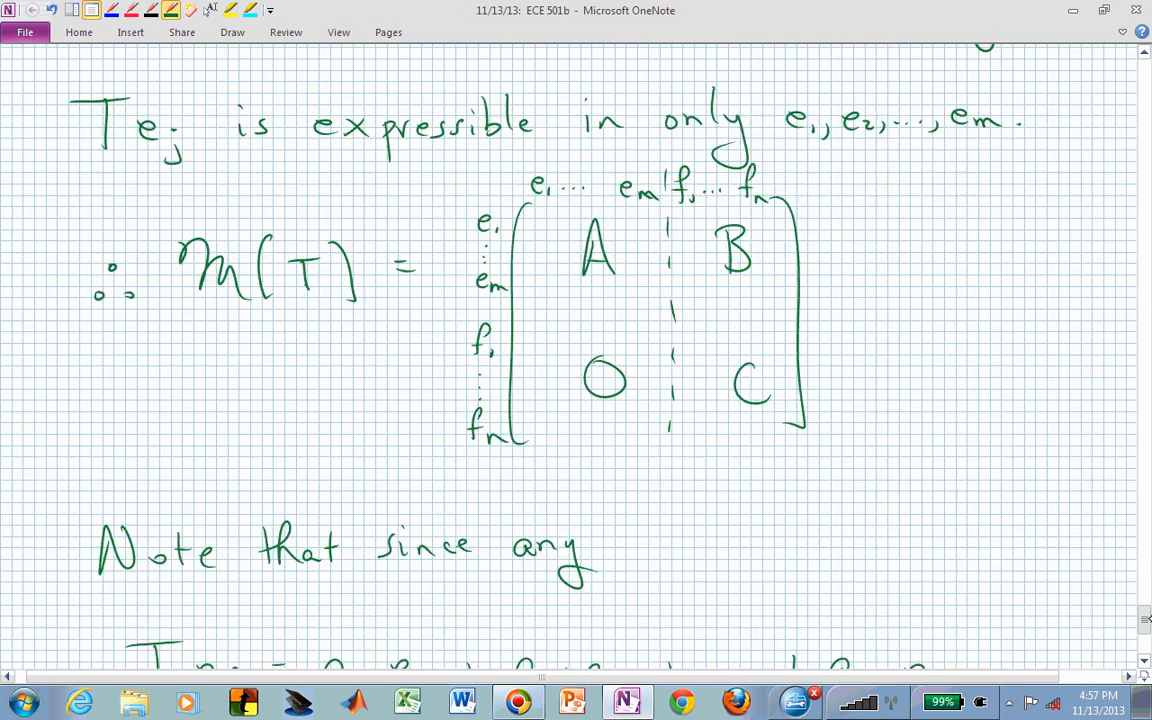 11/13/13: ECE 501b - Microsoft OneNote
File Home Insert Share Draw Review View Pages
Tej is expressible in only e1, e2, ..., em.
e1 ... em | f1 ... fn
e1
⋮
A B
∴ M(T) =
em
f1
⋮
O C
fn
Note that since any
99%
4:57 PM
11/13/2013